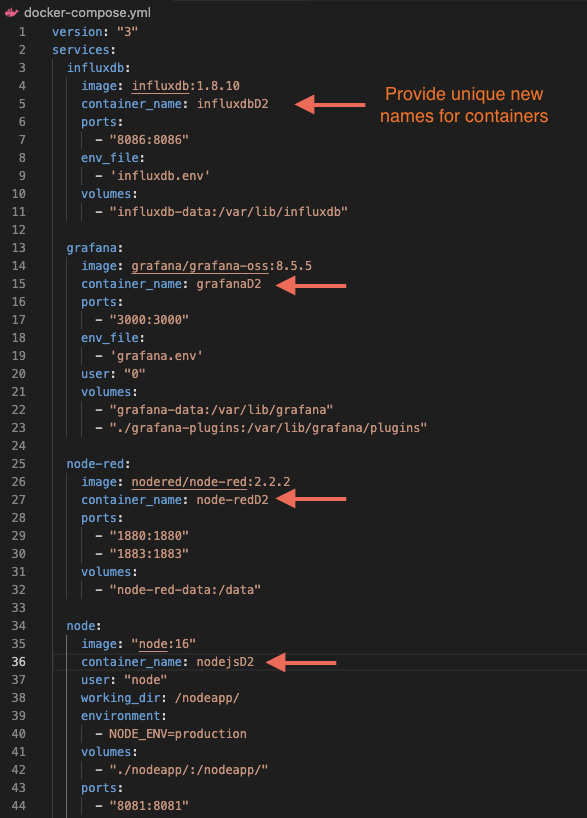 docker-compose.yml
1 version: "3"
2 services:
3 influxdb:
4 image: influxdb:1.8.10
5 container_name: influxdbD2
Provide unique new
names for containers
6 ports:
7 - "8086:8086"
8 env_file:
9 - 'influxdb.env'
10 volumes:
11 - "influxdb-data:/var/lib/influxdb"
12
13 grafana:
14 image: grafana/grafana-oss:8.5.5
15 container_name: grafanaD2
16 ports:
17 - "3000:3000"
18 env_file:
19 - 'grafana.env'
20 user: "0"
21 volumes:
22 - "grafana-data:/var/lib/grafana"
23 - "./grafana-plugins:/var/lib/grafana/plugins"
24
25 node-red:
26 image: nodered/node-red:2.2.2
27 container_name: node-redD2
28 ports:
29 - "1880:1880"
30 - "1883:1883"
31 volumes:
32 - "node-red-data:/data"
33
34 node:
35 image: "node:16"
36 container_name: nodejsD2
37 user: "node"
38 working_dir: /nodeapp/
39 environment:
40 - NODE_ENV=production
41 volumes:
42 - "./nodeapp/:/nodeapp/"
43 ports:
44 - "8081:8081"